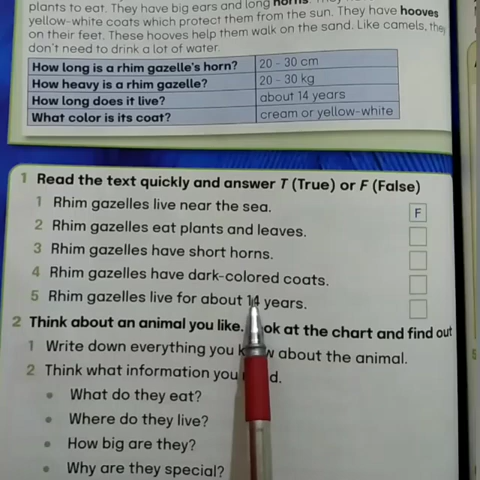 plants to eat. They have big ears and long horns. They
yellow-white coats which protect them from the sun. They have hooves
on their feet. These hooves help them walk on the sand. Like camels, they
don't need to drink a lot of water.
How long is a rhim gazelle's horn? 20 - 30 cm
How heavy is a rhim gazelle? 20 - 30 kg
How long does it live? about 14 years
What color is its coat? cream or yellow-white
1 Read the text quickly and answer T (True) or F (False)
1 Rhim gazelles live near the sea. F
2 Rhim gazelles eat plants and leaves.
3 Rhim gazelles have short horns.
4 Rhim gazelles have dark-colored coats.
5 Rhim gazelles live for about 14 years.
2 Think about an animal you like. at the chart and find out
1 Write down everything you about the animal.
2 Think what information you
• What do they eat?
• Where do they live?
• How big are they?
• Why are they special?